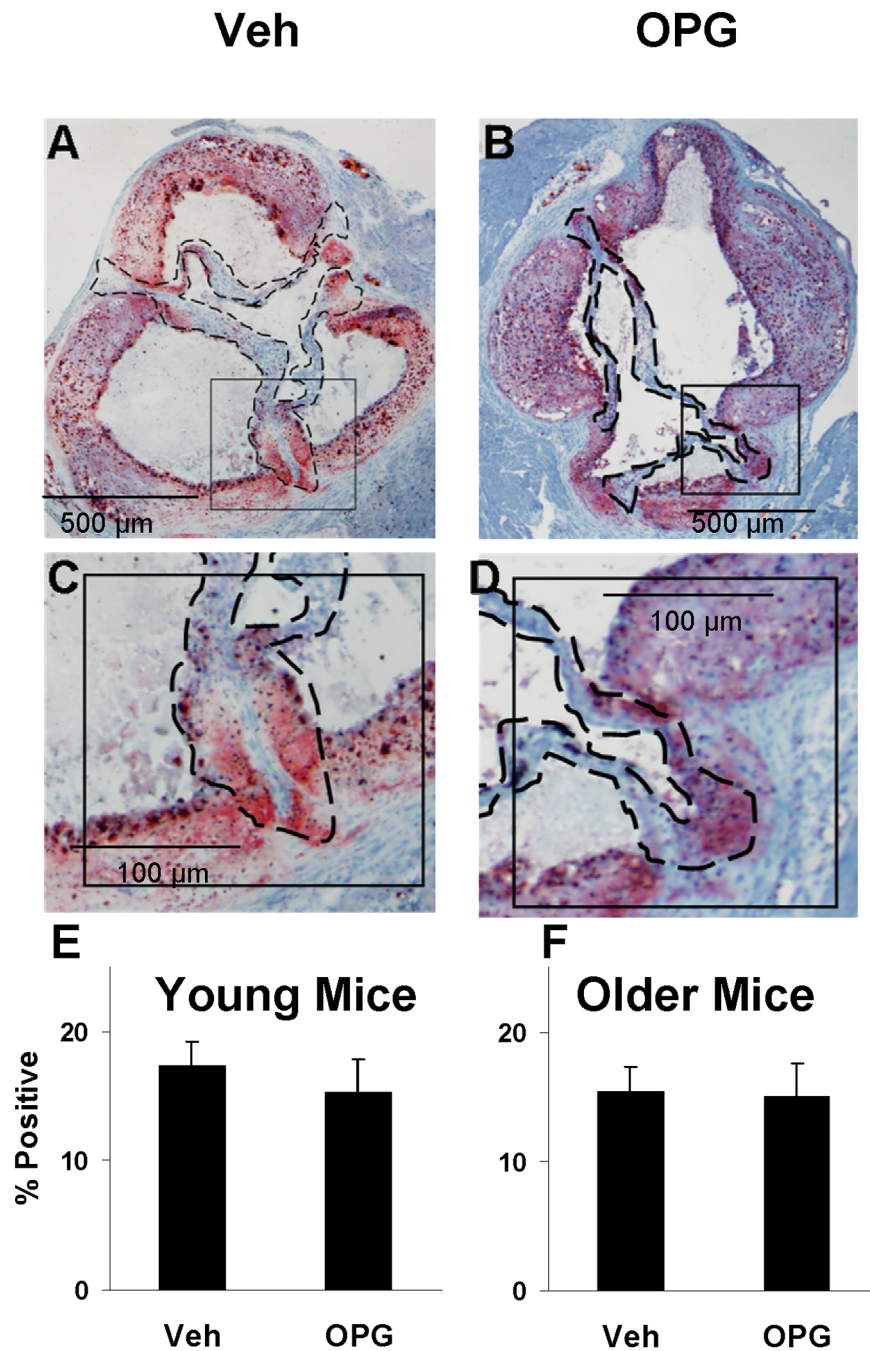 Veh OPG
A B
500 µm 500 µm
C D
100 µm 100 µm
E F
Young Mice Older Mice
% Positive
20 20
10 10
0 0
Veh OPG Veh OPG